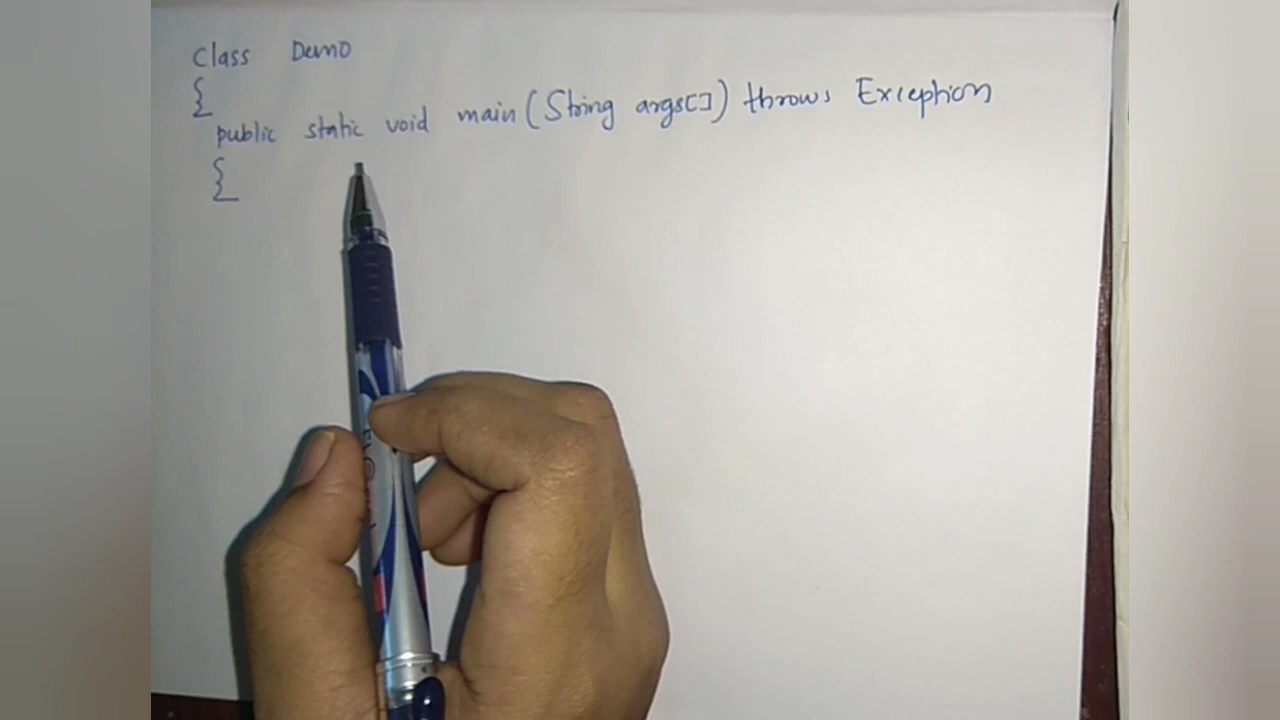 class Demo
{
public static void main(String args[]) throws Exception
{